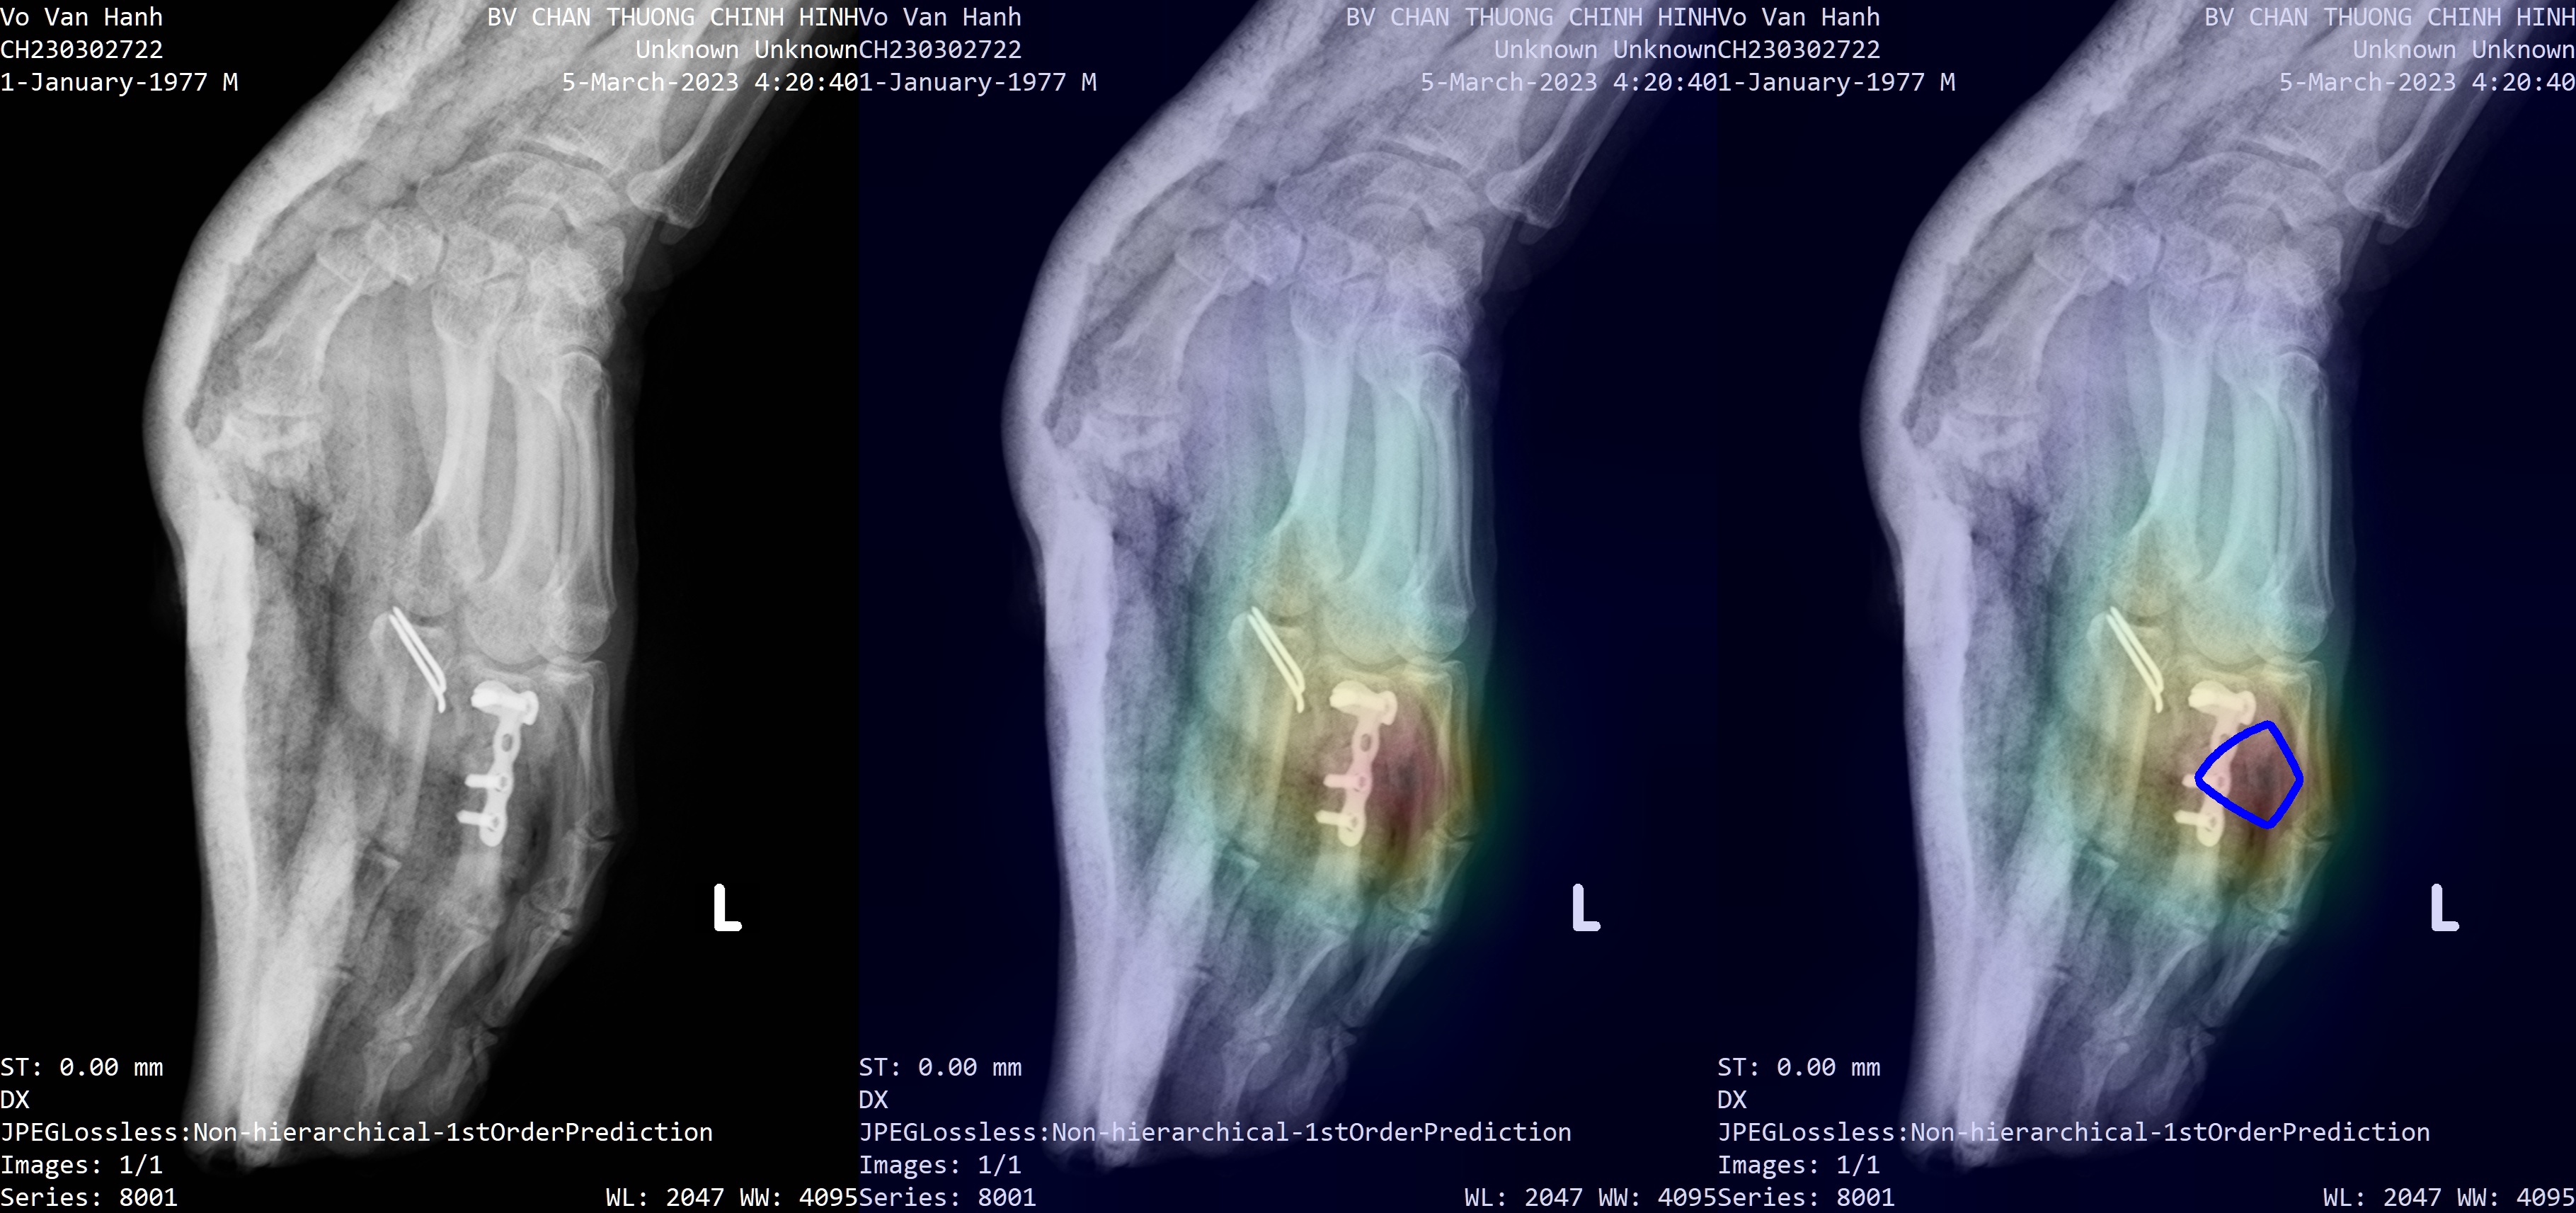 Vo Van Hanh
CH230302722
1-January-1977 M
BV CHAN THUONG CHINH HINH
Unknown Unknown
5-March-2023 4:20:40
L
ST: 0.00 mm
DX
JPEGLossless:Non-hierarchical-1stOrderPrediction
Images: 1/1
Series: 8001
WL: 2047 WW: 4095
Vo Van Hanh
CH230302722
1-January-1977 M
BV CHAN THUONG CHINH HINH
Unknown Unknown
5-March-2023 4:20:40
L
ST: 0.00 mm
DX
JPEGLossless:Non-hierarchical-1stOrderPrediction
Images: 1/1
Series: 8001
WL: 2047 WW: 4095
Vo Van Hanh
CH230302722
1-January-1977 M
BV CHAN THUONG CHINH HINH
Unknown Unknown
5-March-2023 4:20:40
L
ST: 0.00 mm
DX
JPEGLossless:Non-hierarchical-1stOrderPrediction
Images: 1/1
Series: 8001
WL: 2047 WW: 4095